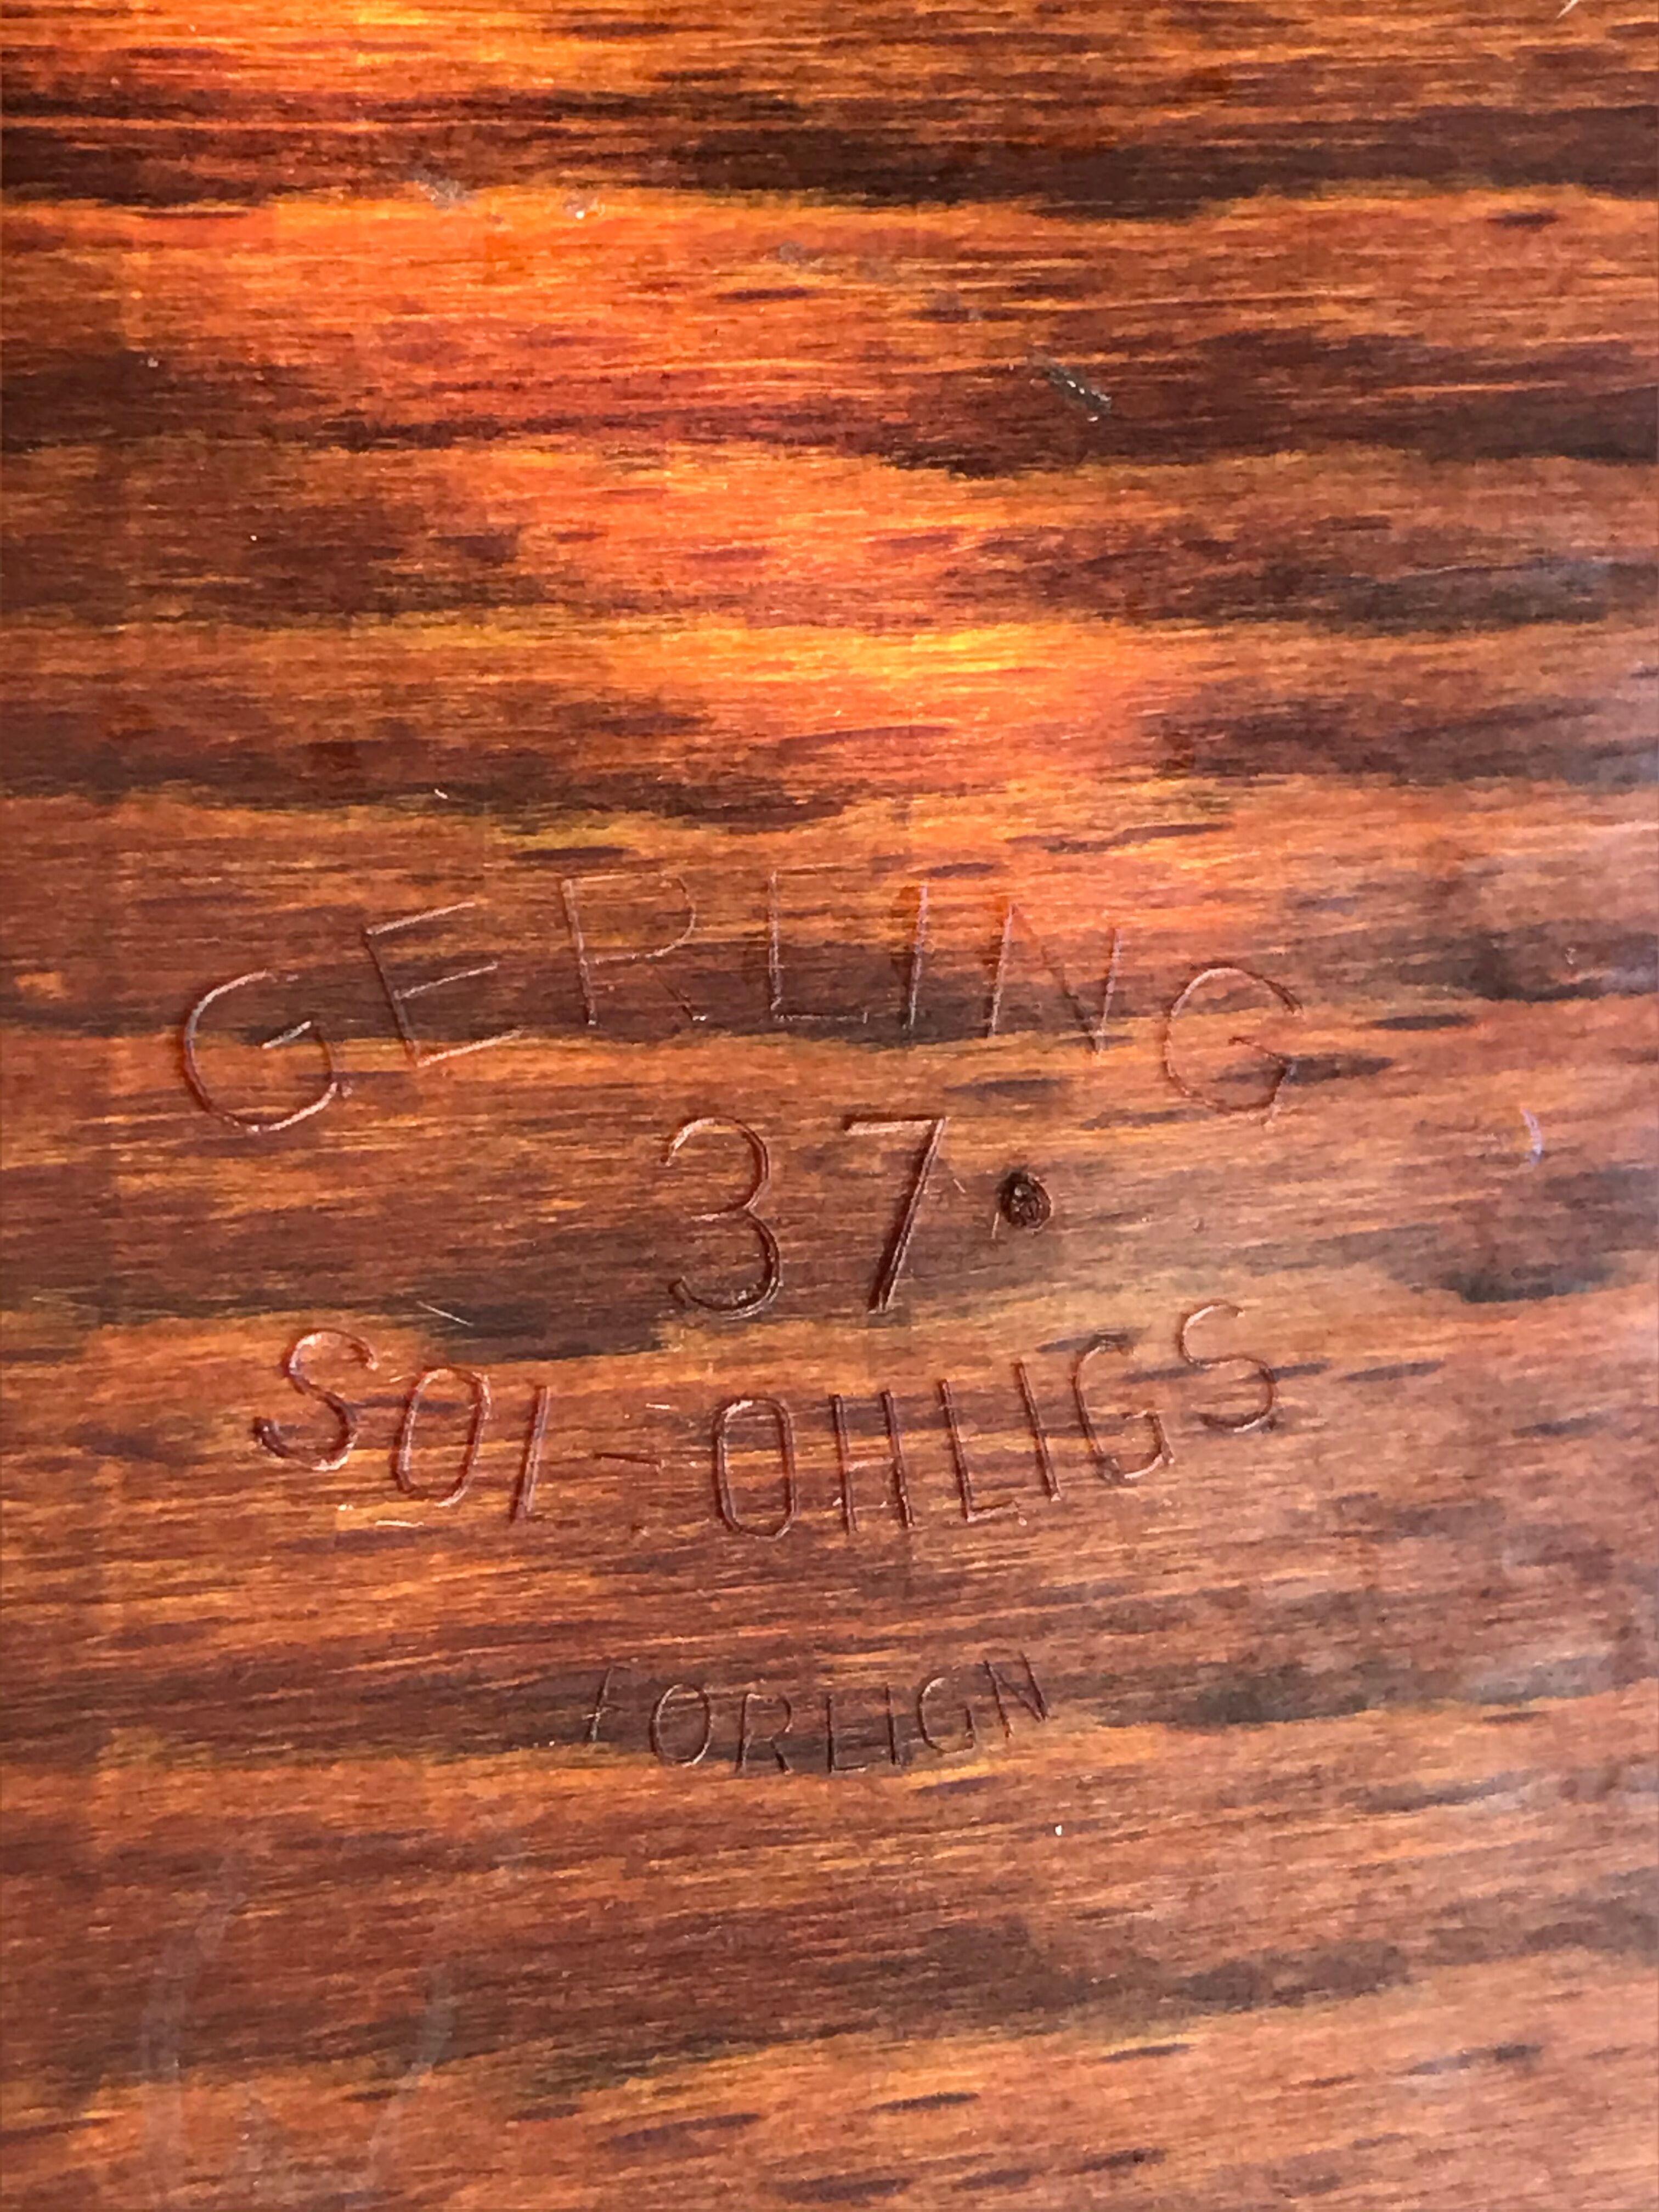 GERLING
37
SOL-OHLIGS
FOREIGN